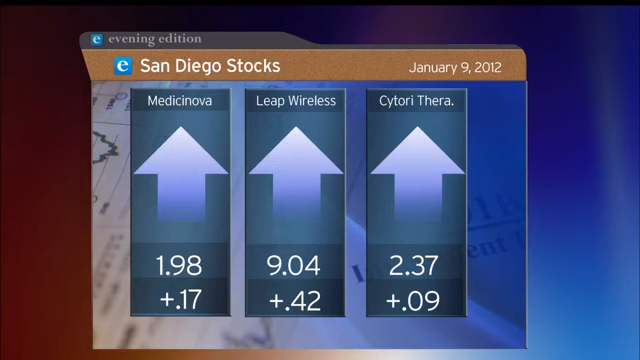 e evening edition
e San Diego Stocks
January 9, 2012
Medicinova
Leap Wireless
Cytori Thera.
1.98
9.04
2.37
+.17
+.42
+.09